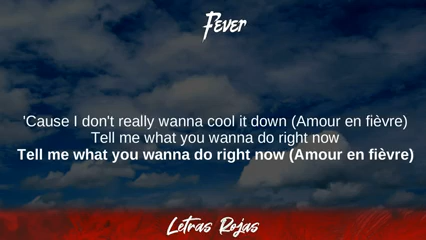 Fever
'Cause I don't really wanna cool it down (Amour en fièvre)
Tell me what you wanna do right now
Tell me what you wanna do right now (Amour en fièvre)
Letras Rojas